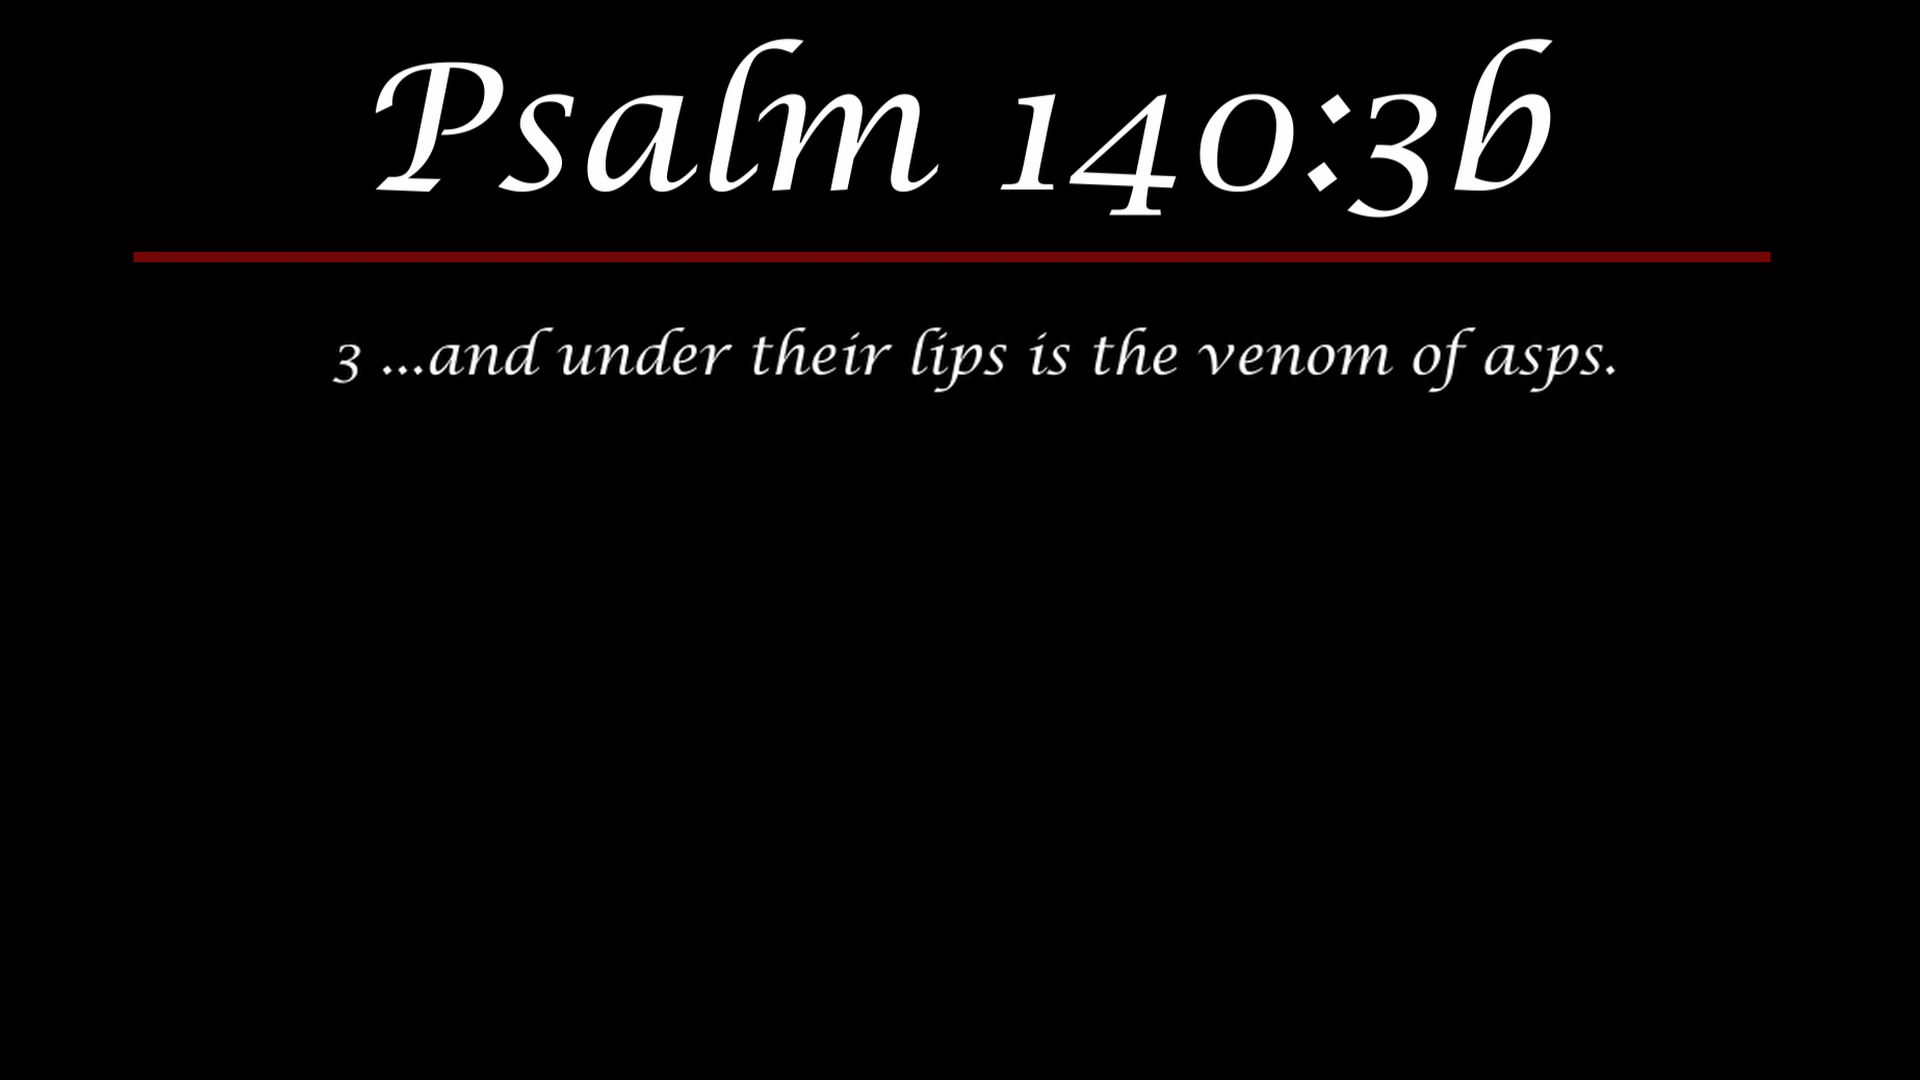 Psalm 140:3b
3 ...and under their lips is the venom of asps.